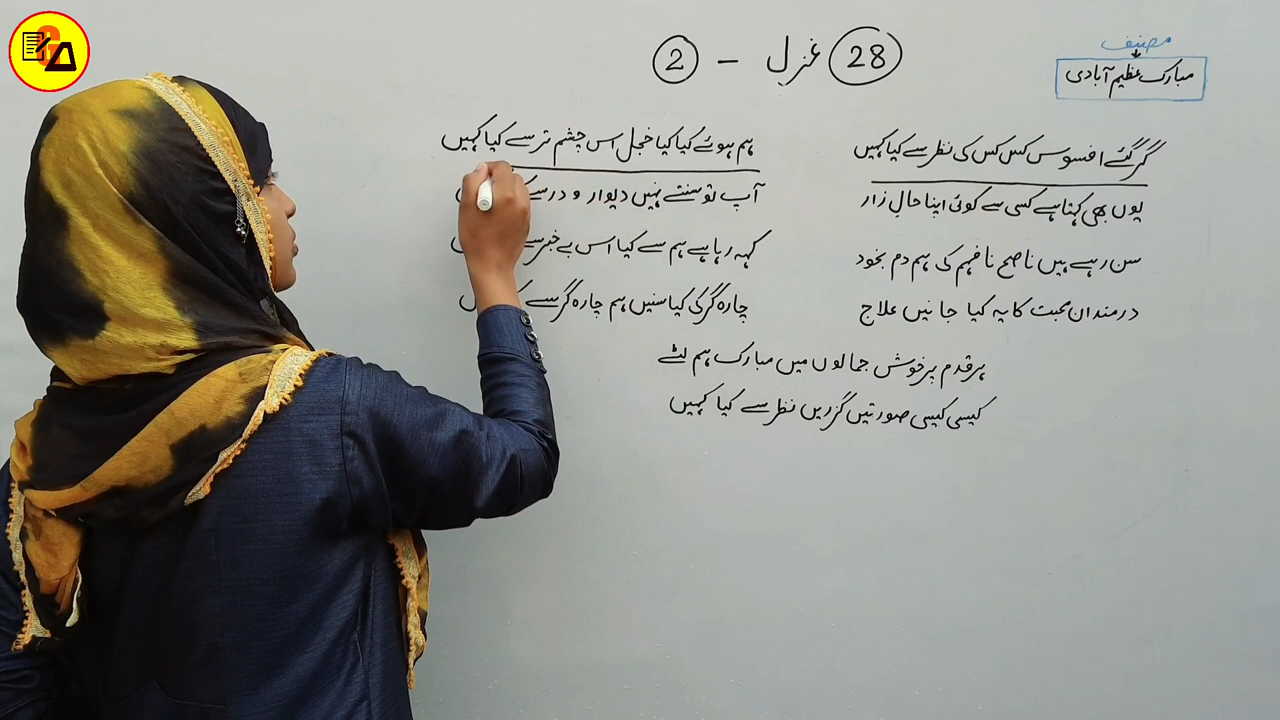 28 غزل - 2
مصنف
مبارک عظیم آبادی
گر گئے افسوس کس کس کی نظر سے کیا کہیں
ہم ہوئے کیا کیا خجل اس چشم تر سے کیا کہیں
یوں بھی کہتا ہے کسی سے کوئی اپنا حالِ زار
آپ تو سنتے نہیں دیوار و در سے
سن رہے ہیں ناصح نافہم کی ہم دم بخود
کہہ رہا ہے ہم سے کیا اس بے خبر سے
درمندان محبت کا یہ کیا جانیں علاج
چارہ گر کی کیا سنیں ہم چارہ گر سے
ہر قدم پر خوش جمالوں میں مبارک ہم لٹے
کیسی کیسی صورتیں گزریں نظر سے کیا کہیں